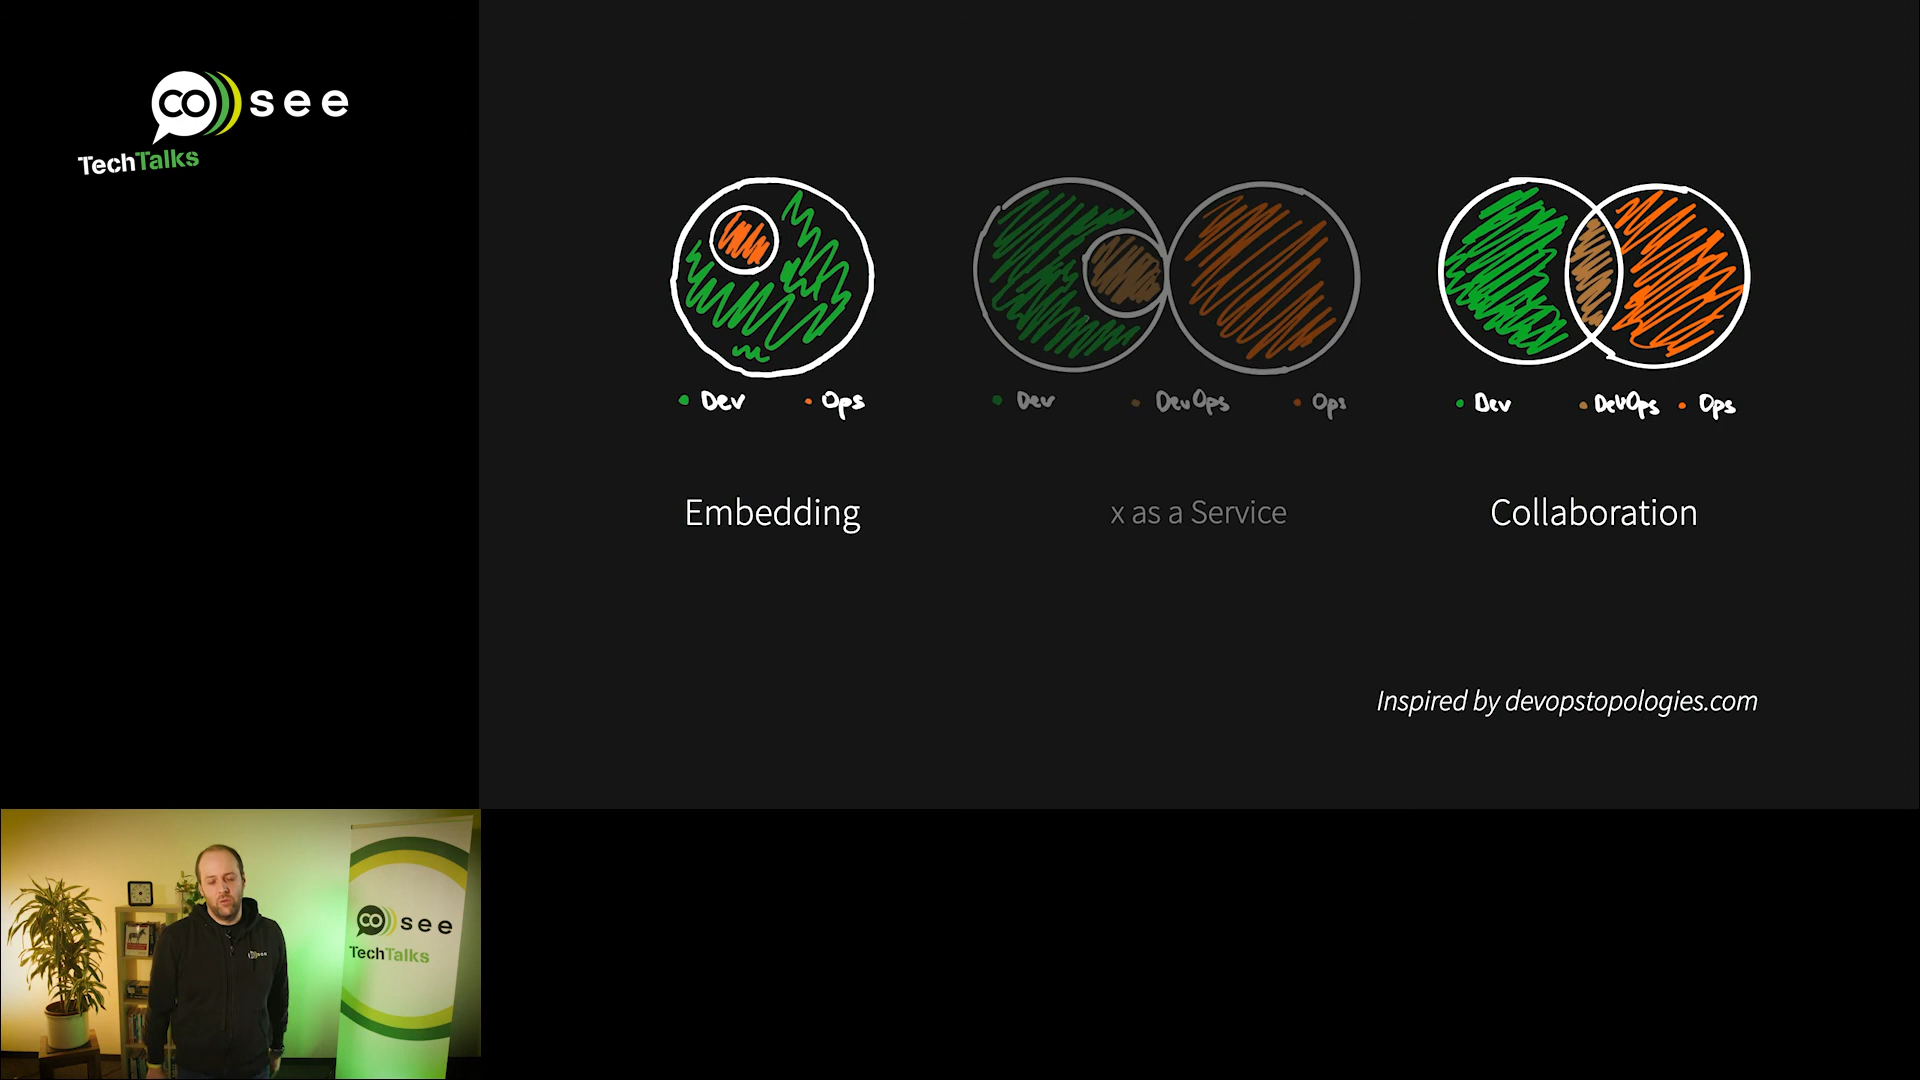 co see
TechTalks
Dev Ops
Dev DevOps Ops
Dev DevOps Ops
Embedding
x as a Service
Collaboration
Inspired by devopstopologies.com
co see
TechTalks